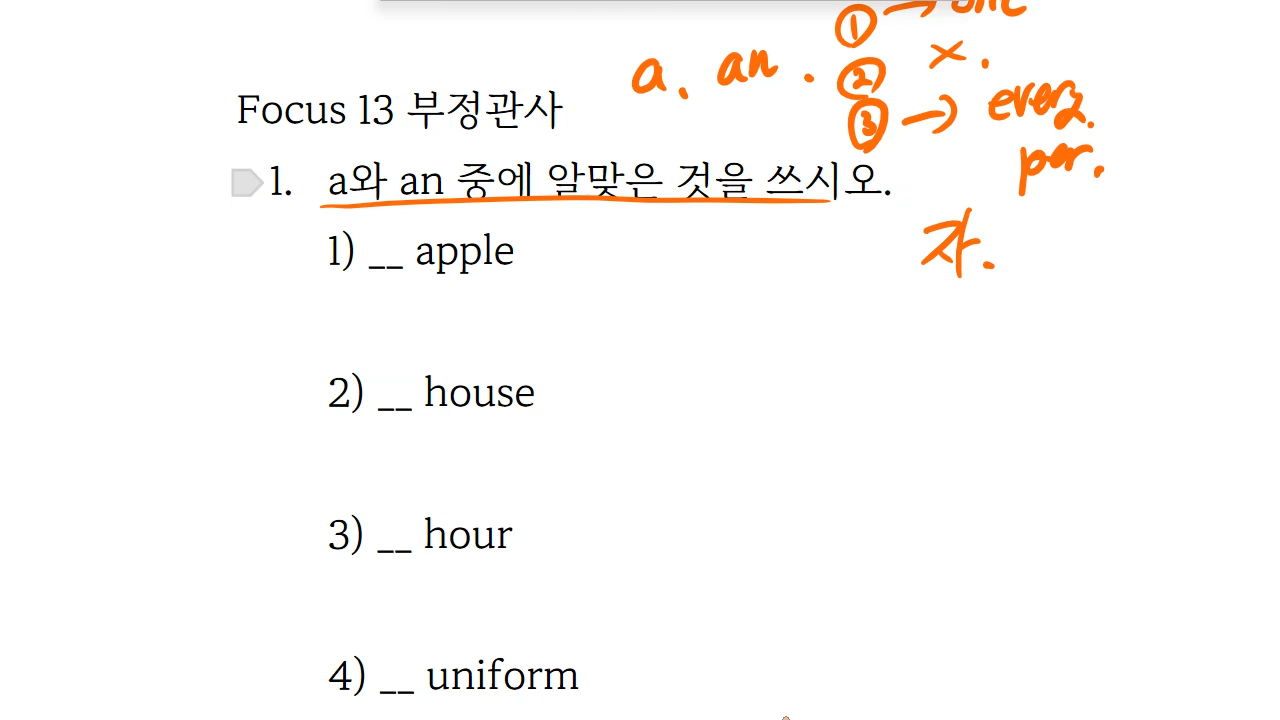 ① → one
a. an. ② ×.
③ → every.
per.
Focus 13 부정관사
1. a와 an 중에 알맞은 것을 쓰시오.
자.
1) __ apple
2) __ house
3) __ hour
4) __ uniform